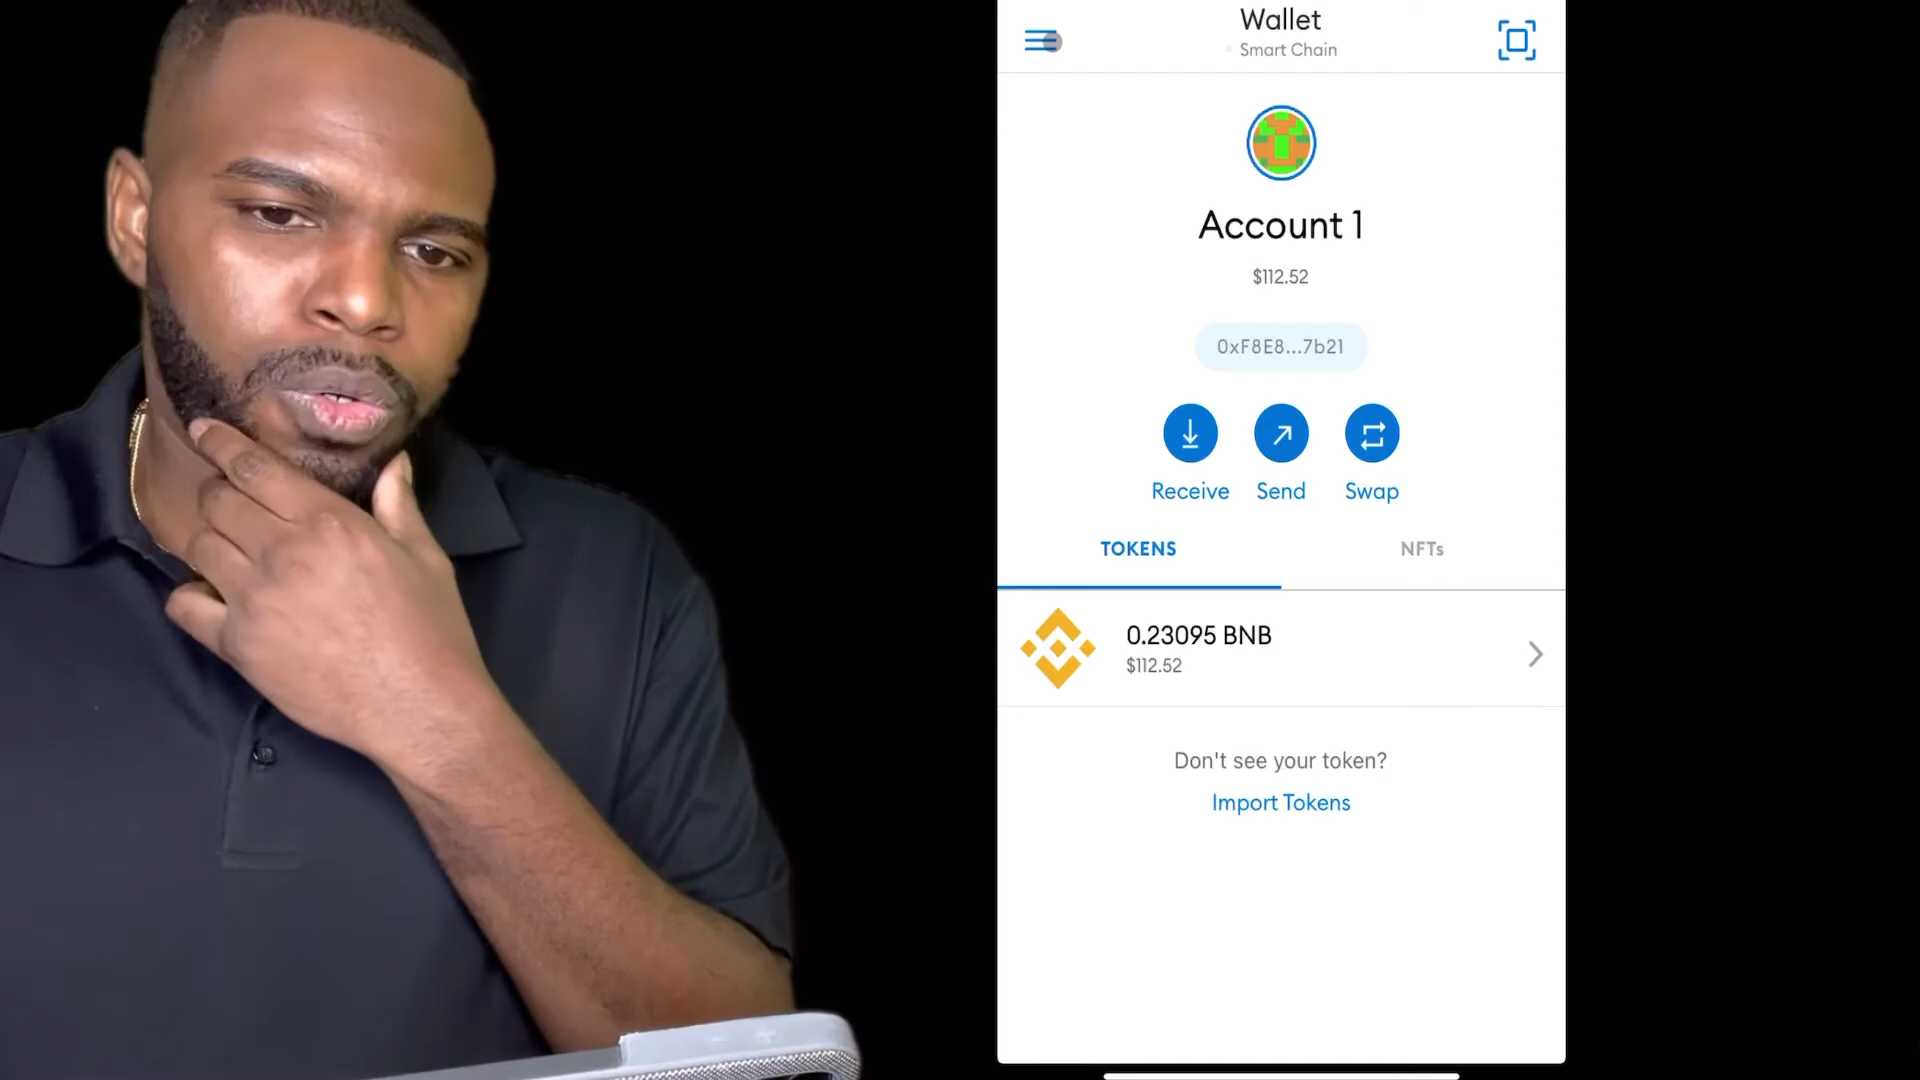 Wallet
Smart Chain
Account 1
$112.52
0xF8E8...7b21
Receive
Send
Swap
TOKENS
NFTs
0.23095 BNB
$112.52
Don't see your token?
Import Tokens